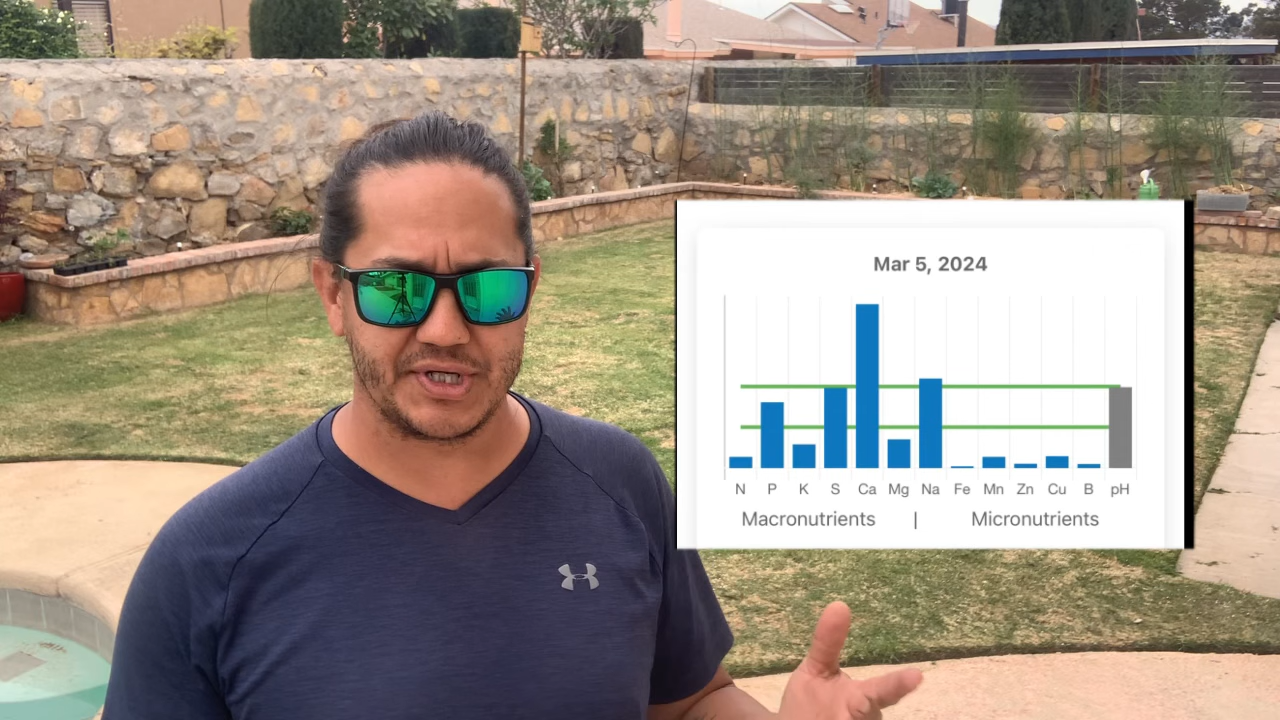 Mar 5, 2024
N P K S Ca Mg Na Fe Mn Zn Cu B pH
Macronutrients | Micronutrients